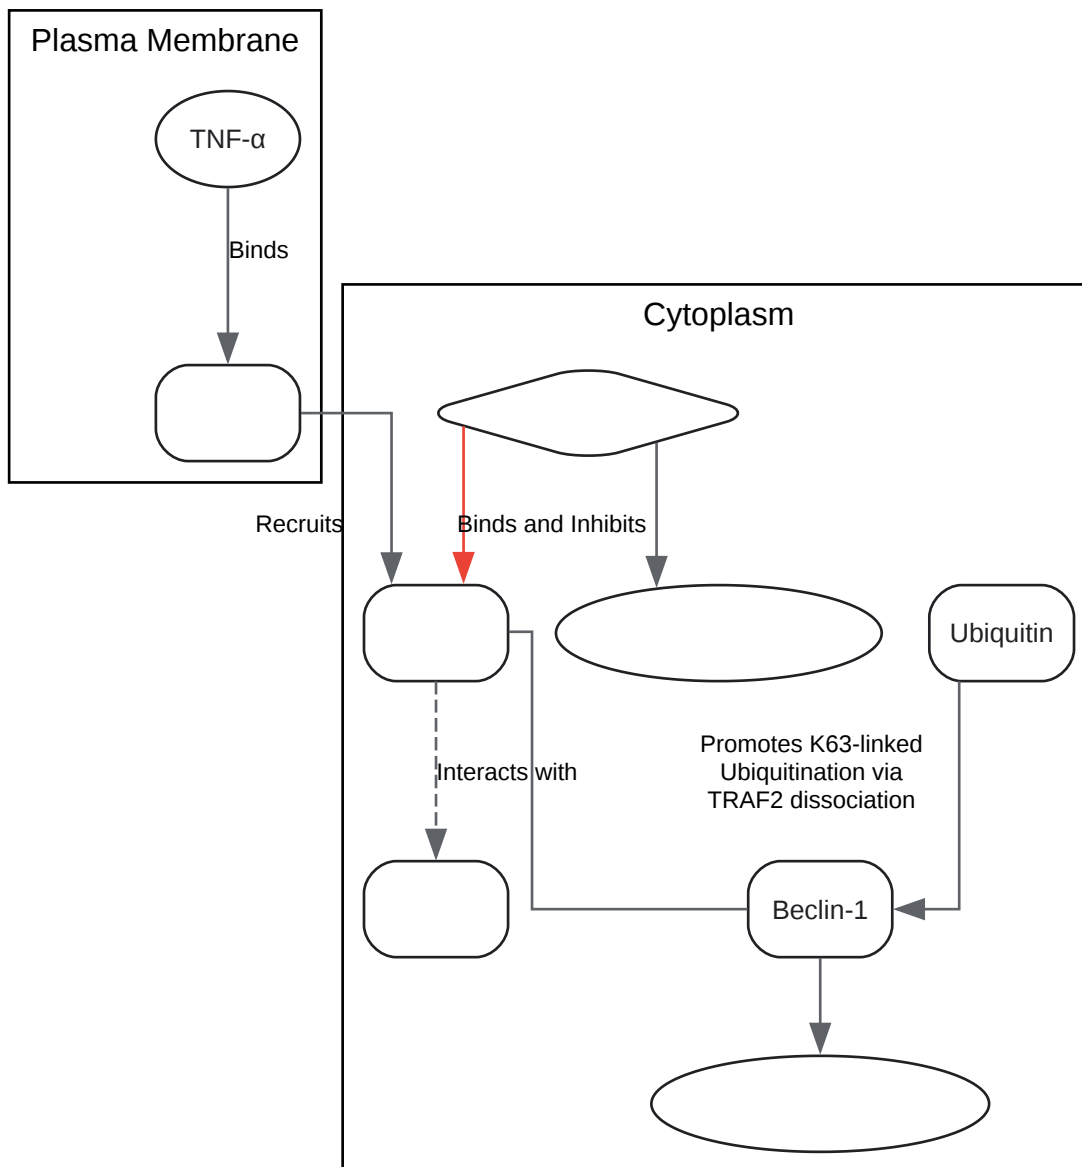 Plasma Membrane
TNF-α
Binds
Cytoplasm
Recruits
Binds and Inhibits
Ubiquitin
Promotes K63-linked
Ubiquitination via
TRAF2 dissociation
Interacts with
Beclin-1